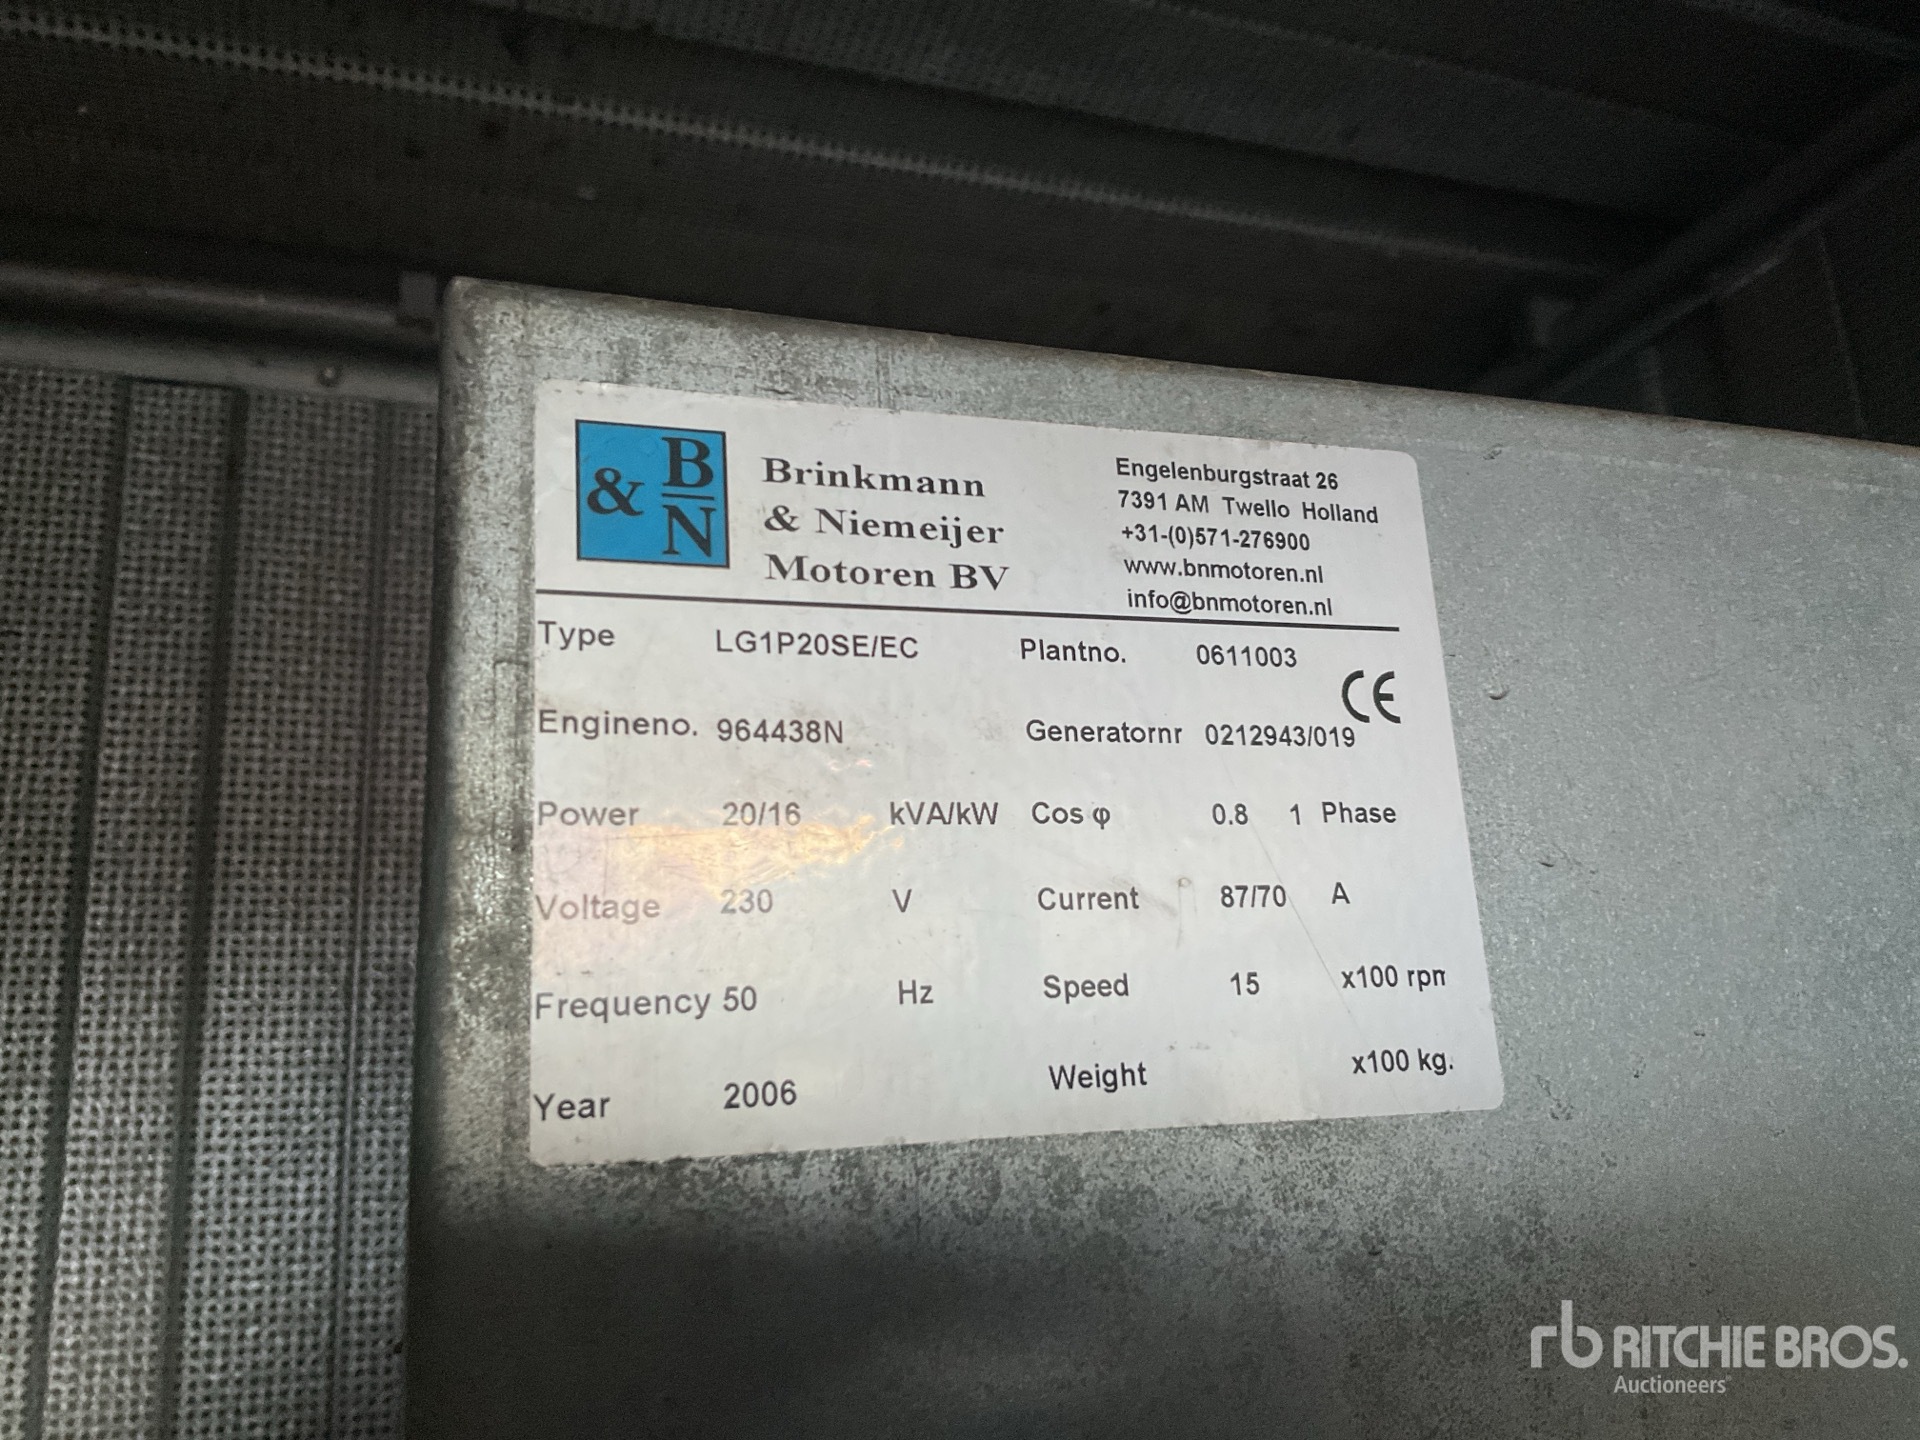 & B
N
Brinkmann
& Niemeijer
Motoren BV
Engelenburgstraat 26
7391 AM Twello Holland
+31-(0)571-276900
www.bnmotoren.nl
info@bnmotoren.nl
Type LG1P20SE/EC Plantno. 0611003
CE
Engineno. 964438N Generatornr 0212943/019
Power 20/16 kVA/kW Cos φ 0.8 1 Phase
Voltage 230 V Current 87/70 A
Frequency 50 Hz Speed 15 x100 rpm
Year 2006 Weight x100 kg.
rb RITCHIE BROS.
Auctioneers